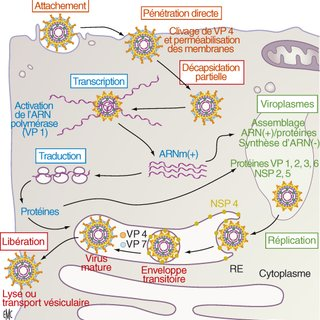 Attachement
Pénétration directe
Clivage de VP 4
et perméabilisation
des membranes
Décapsidation
partielle
Transcription
Activation
de l'ARN
polymérase
(VP 1)
Viroplasmes
Assemblage
ARN(+)/protéines
Synthèse d'ARN(-)
Protéines VP 1, 2, 3, 6
NSP 2, 5
ARNm(+)
Traduction
Protéines
NSP 4
VP 4
VP 7
Libération
Virus
mature
Enveloppe
transitoire
RE
Réplication
Cytoplasme
Lyse ou
transport vésiculaire
EMC